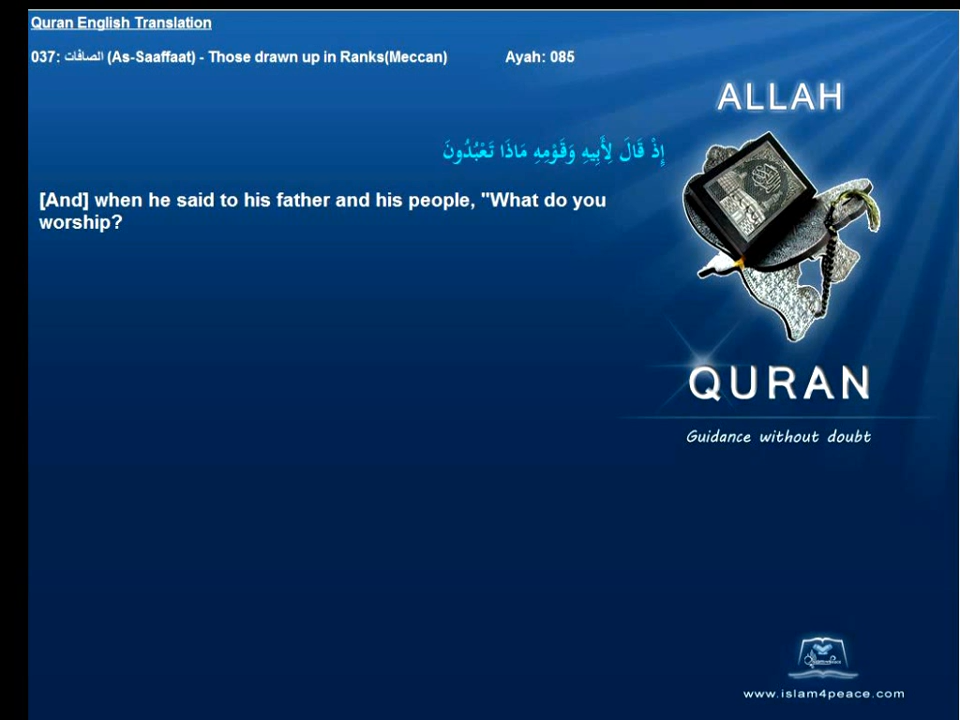 Quran English Translation
037: الصافات (As-Saaffaat) - Those drawn up in Ranks(Meccan) Ayah: 085
ALLAH
إِذْ قَالَ لِأَبِيهِ وَقَوْمِهِ مَاذَا تَعْبُدُونَ
[And] when he said to his father and his people, "What do you
worship?
QURAN
Guidance without doubt
www.islam4peace.com